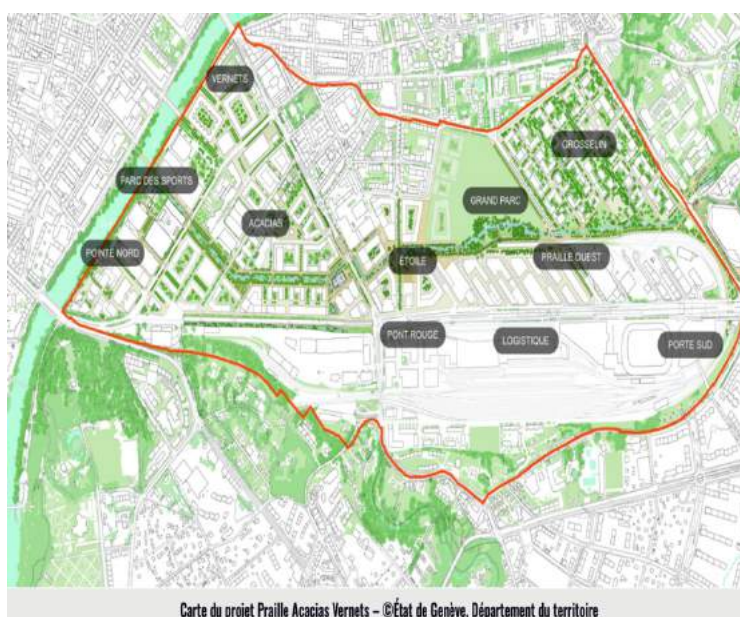 VERNETS
GROSSELIN
PARC DES SPORTS
GRAND PARC
ACACIAS
POINTE NORD
ÉTOILE
PRAILLE OUEST
PONT ROUGE
LOGISTIQUE
PORTE SUD
Carte du projet Praille Acacias Vernets – ©État de Genève, Département du territoire